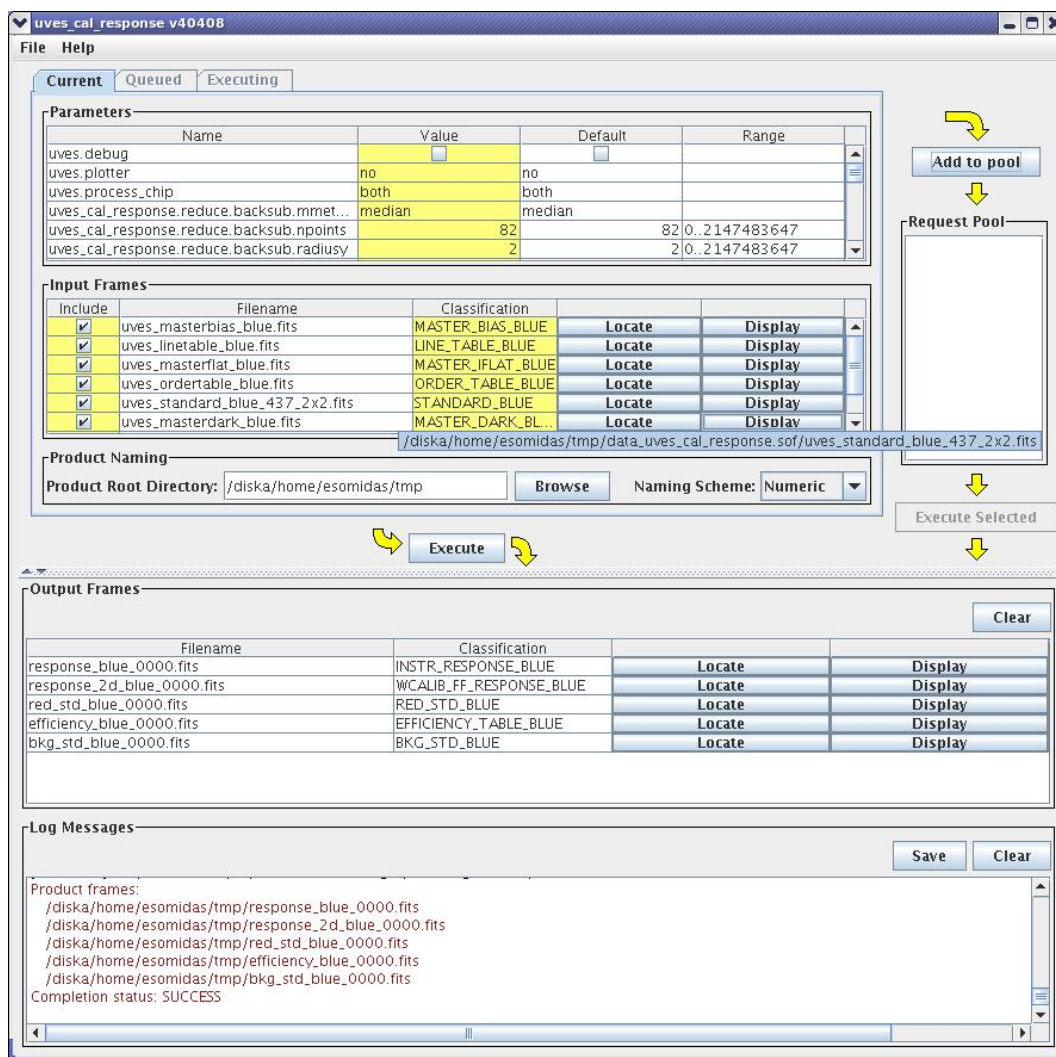 uves_cal_response v40408
File Help
Current Queued Executing
Parameters
Name Value Default Range
uves.debug
uves.plotter no no
uves.process_chip both both
uves_cal_response.reduce.backsub.mmet... median median
uves_cal_response.reduce.backsub.npoints 82 82 0..2147483647
uves_cal_response.reduce.backsub.radiusy 2 2 0..2147483647
Add to pool
Request Pool
Input Frames
Include Filename Classification
uves_masterbias_blue.fits MASTER_BIAS_BLUE Locate Display
uves_linetable_blue.fits LINE_TABLE_BLUE Locate Display
uves_masterflat_blue.fits MASTER_IFLAT_BLUE Locate Display
uves_ordertable_blue.fits ORDER_TABLE_BLUE Locate Display
uves_standard_blue_437_2x2.fits STANDARD_BLUE Locate Display
uves_masterdark_blue.fits MASTER_DARK_BL... Locate Display
/diska/home/esomidas/tmp/data_uves_cal_response.sof/uves_standard_blue_437_2x2.fits
Product Naming
Product Root Directory: /diska/home/esomidas/tmp Browse Naming Scheme: Numeric
Execute Selected
Execute
Output Frames
Clear
Filename Classification
response_blue_0000.fits INSTR_RESPONSE_BLUE Locate Display
response_2d_blue_0000.fits WCALIB_FF_RESPONSE_BLUE Locate Display
red_std_blue_0000.fits RED_STD_BLUE Locate Display
efficiency_blue_0000.fits EFFICIENCY_TABLE_BLUE Locate Display
bkg_std_blue_0000.fits BKG_STD_BLUE Locate Display
Log Messages
Save Clear
Product frames:
/diska/home/esomidas/tmp/response_blue_0000.fits
/diska/home/esomidas/tmp/response_2d_blue_0000.fits
/diska/home/esomidas/tmp/red_std_blue_0000.fits
/diska/home/esomidas/tmp/efficiency_blue_0000.fits
/diska/home/esomidas/tmp/bkg_std_blue_0000.fits
Completion status: SUCCESS